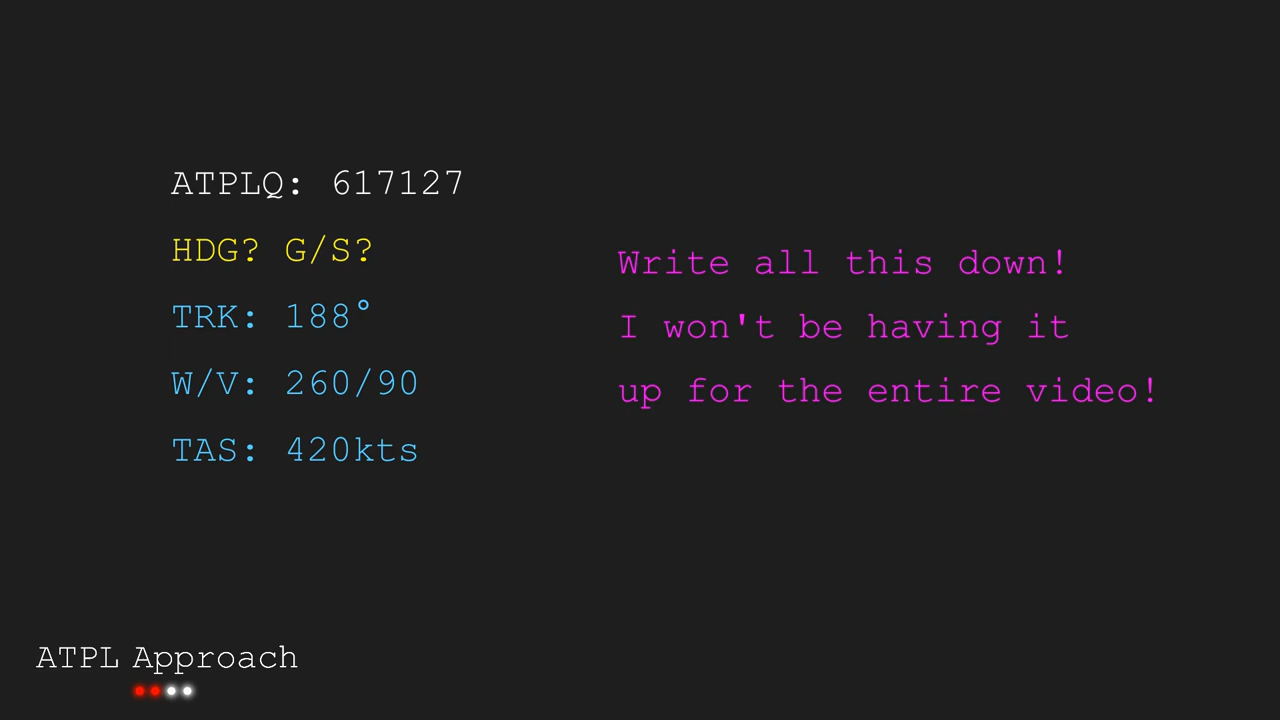 ATPLQ: 617127
HDG? G/S?
TRK: 188°
W/V: 260/90
TAS: 420kts
Write all this down!
I won't be having it
up for the entire video!
ATPL Approach